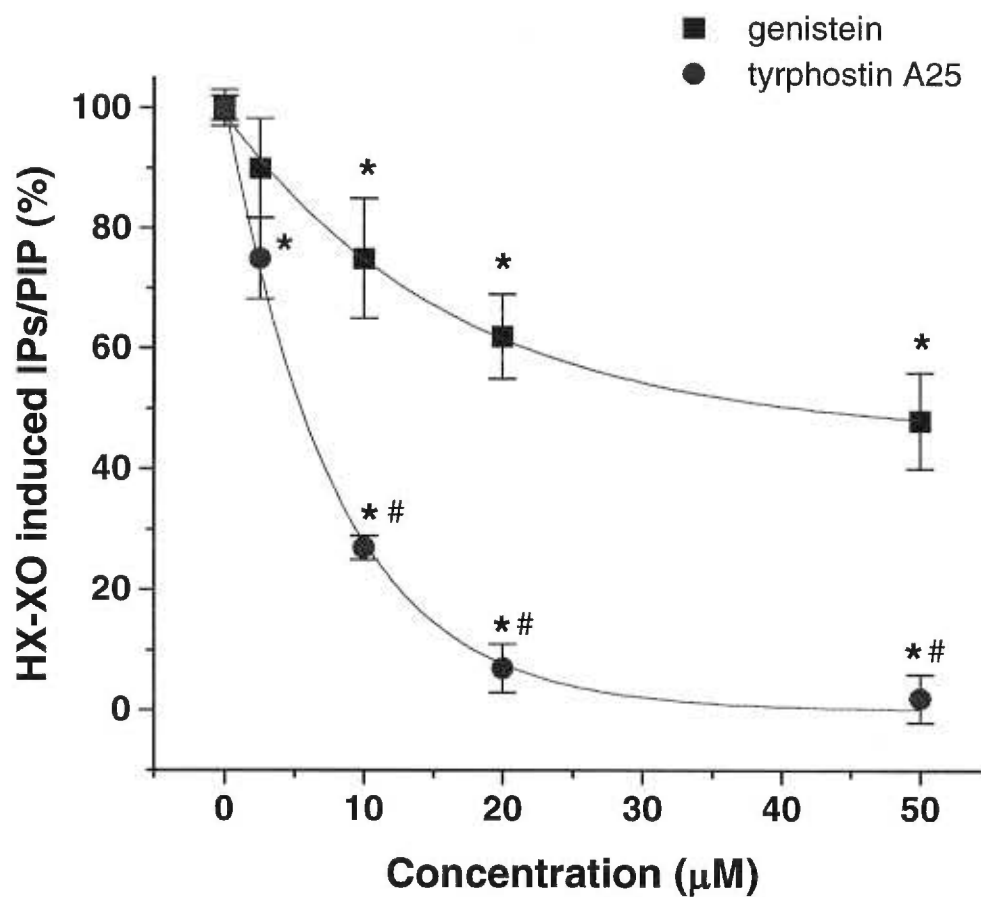 genistein
tyrphostin A25
HX-XO induced IPs/PIP (%)
100
80
60
40
20
0
*
*
*
*
* #
* #
* #
0 10 20 30 40 50
Concentration (μM)